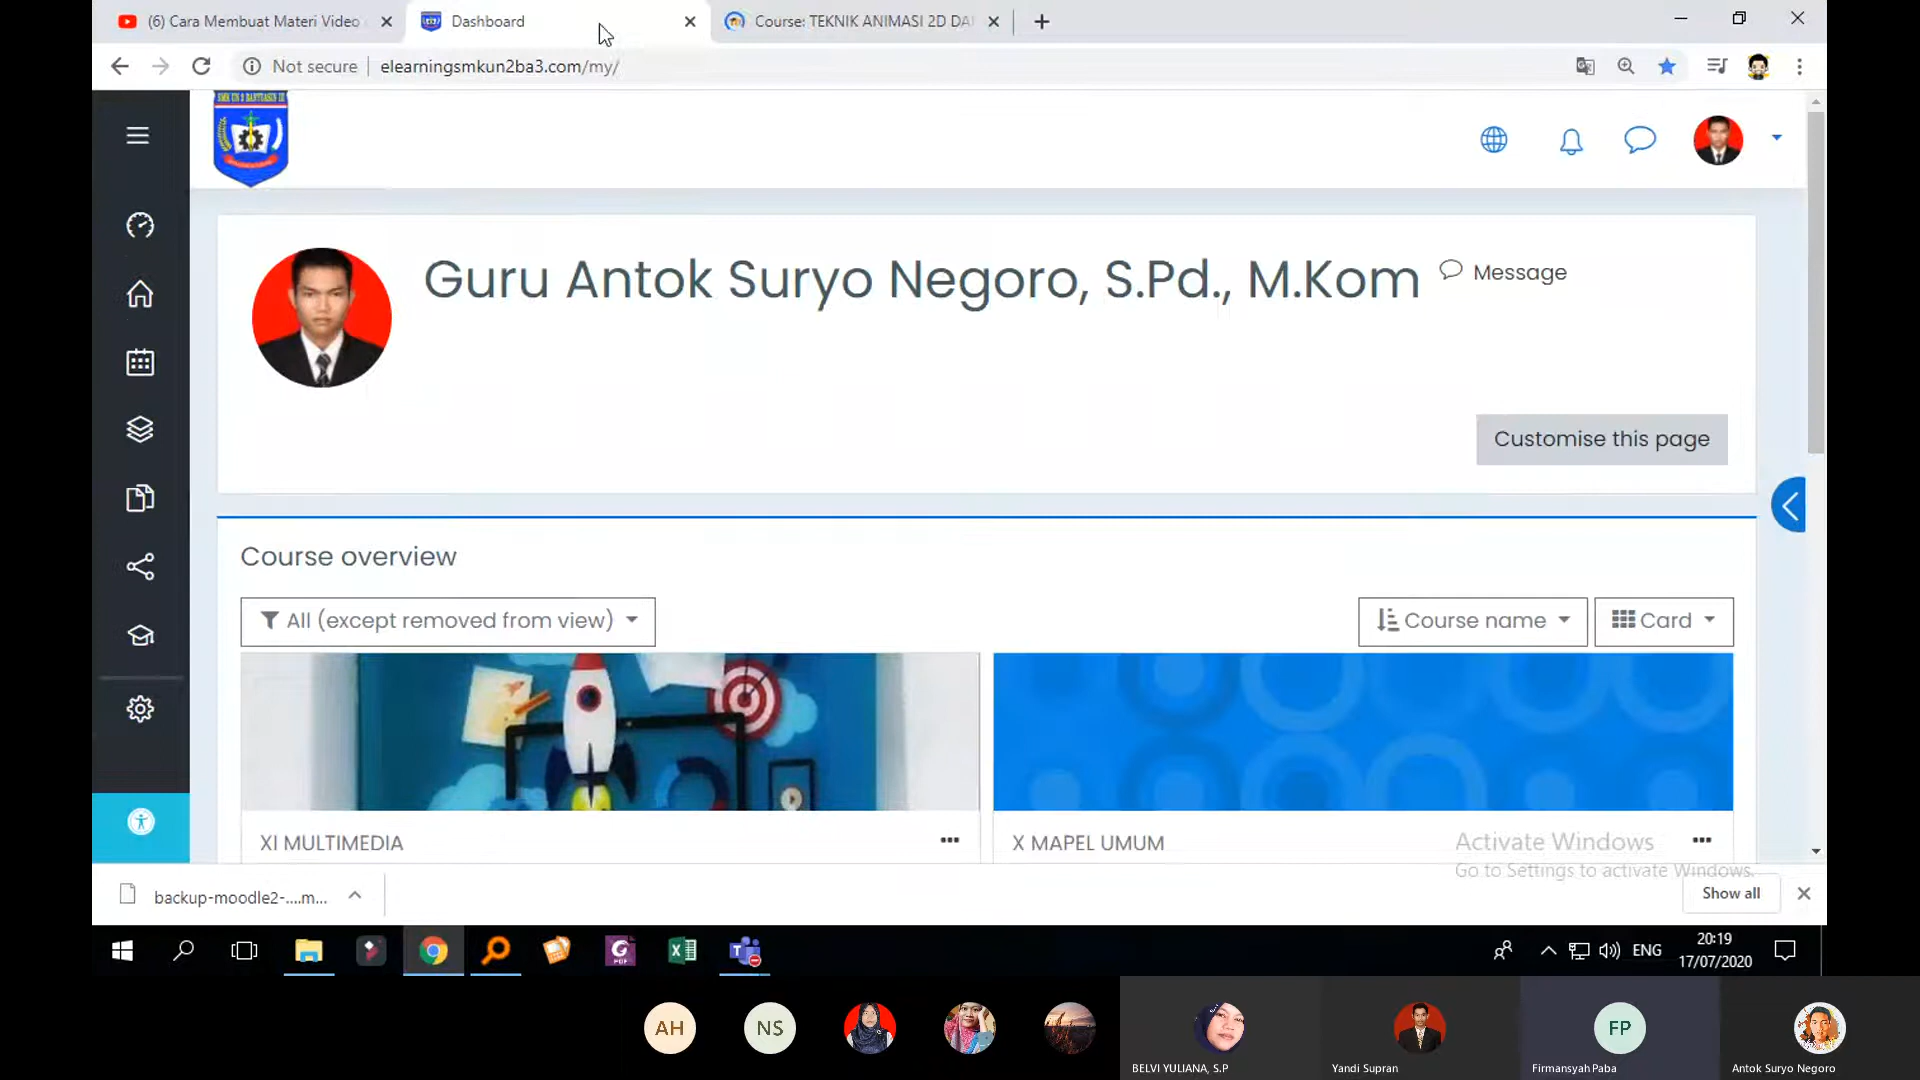 (6) Cara Membuat Materi Video
Dashboard
Course: TEKNIK ANIMASI 2D DA
Not secure
elearningsmkun2ba3.com/my/
Guru Antok Suryo Negoro, S.Pd., M.Kom
Message
Customise this page
Course overview
All (except removed from view)
Course name
Card
XI MULTIMEDIA
X MAPEL UMUM
Activate Windows
Go to Settings to activate Windows.
backup-moodle2-....m...
Show all
ENG
20:19
17/07/2020
AH
NS
FP
BELVI YULIANA, S.P
Yandi Supran
Firmansyah Paba
Antok Suryo Negoro